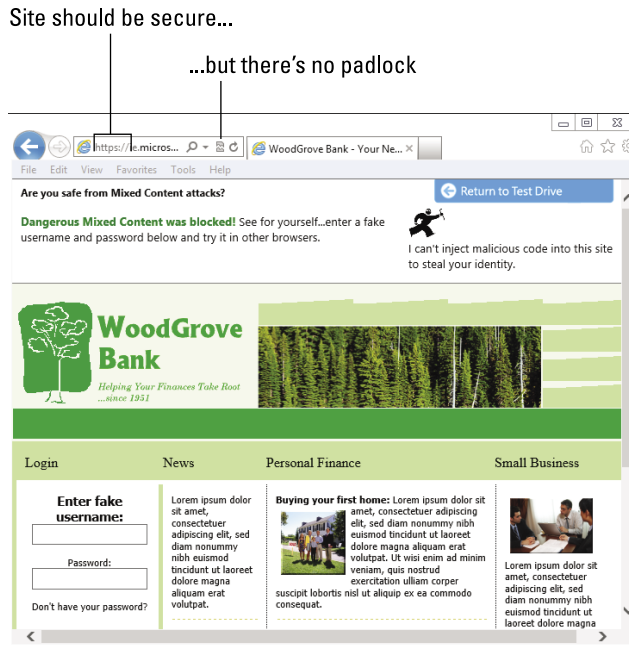 Site should be secure...
...but there's no padlock
https://ie.micros...
WoodGrove Bank - Your Ne...
File Edit View Favorites Tools Help
Are you safe from Mixed Content attacks?
Return to Test Drive
Dangerous Mixed Content was blocked! See for yourself...enter a fake
username and password below and try it in other browsers.
I can't inject malicious code into this site
to steal your identity.
WoodGrove
Bank
Helping Your Finances Take Root
...since 1951
Login News Personal Finance Small Business
Enter fake
username:
Password:
Don't have your password?
Lorem ipsum dolor
sit amet,
consectetuer
adipiscing elit, sed
diam nonummy
nibh euismod
tincidunt ut laoreet
dolore magna
aliquam erat
volutpat.
Buying your first home: Lorem ipsum dolor sit
amet, consectetuer adipiscing
elit, sed diam nonummy nibh
euismod tincidunt ut laoreet
dolore magna aliquam erat
volutpat. Ut wisi enim ad minim
veniam, quis nostrud
exercitation ulliam corper
suscipit lobortis nisl ut aliquip ex ea commodo
consequat.
Lorem ipsum dolor sit
amet, consectetuer
adipiscing elit, sed
diam nonummy nibh
euismod tincidunt ut
laoreet dolore magna